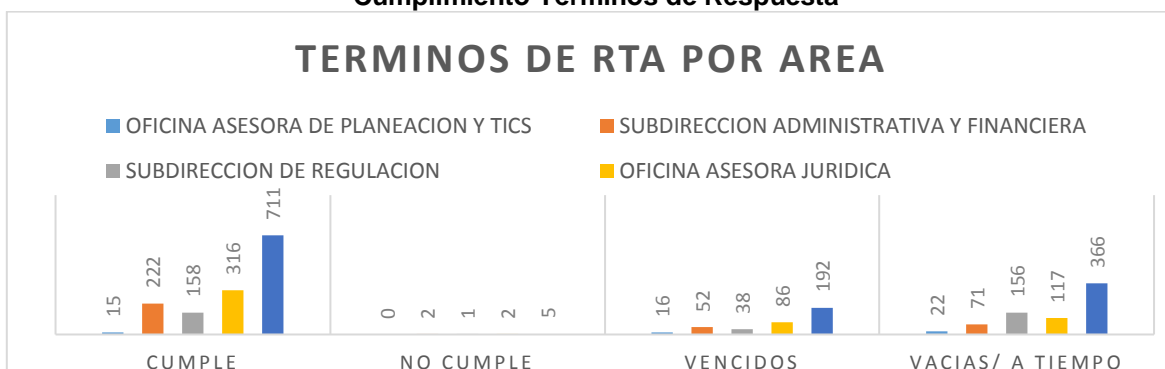 Cumplimiento Términos de Respuesta
TERMINOS DE RTA POR AREA
OFICINA ASESORA DE PLANEACION Y TICS
SUBDIRECCION ADMINISTRATIVA Y FINANCIERA
SUBDIRECCION DE REGULACION
OFICINA ASESORA JURIDICA
15 222 158 316 711
0 2 1 2 5
16 52 38 86 192
22 71 156 117 366
CUMPLE
NO CUMPLE
VENCIDOS
VACIAS/ A TIEMPO